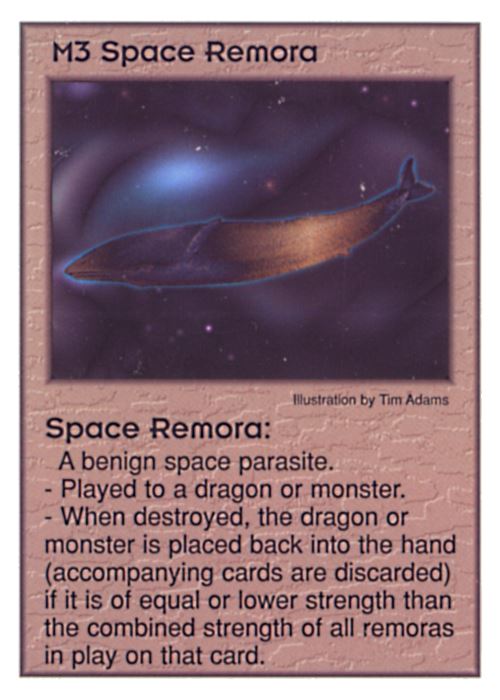 M3 Space Remora
Illustration by Tim Adams
Space Remora:
A benign space parasite.
- Played to a dragon or monster.
- When destroyed, the dragon or
monster is placed back into the hand
(accompanying cards are discarded)
if it is of equal or lower strength than
the combined strength of all remoras
in play on that card.